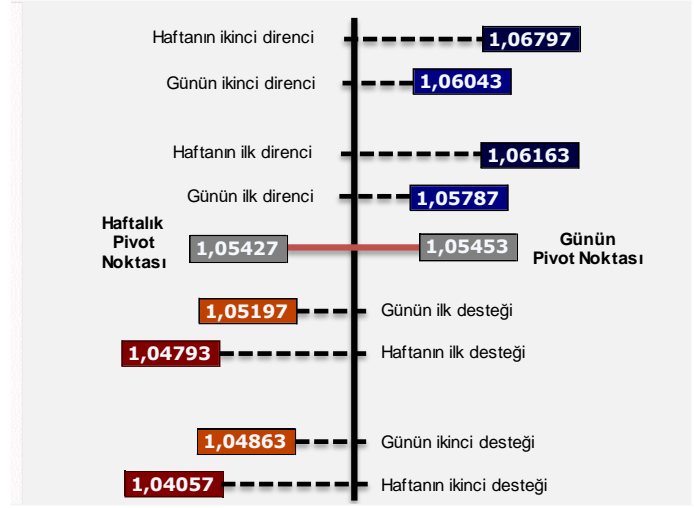 Haftanın ikinci direnci 1,06797
Günün ikinci direnci 1,06043
Haftanın ilk direnci 1,06163
Günün ilk direnci 1,05787
Haftalık
Pivot
Noktası
1,05427 1,05453
Günün
Pivot Noktası
1,05197 Günün ilk desteği
1,04793 Haftanın ilk desteği
1,04863 Günün ikinci desteği
1,04057 Haftanın ikinci desteği